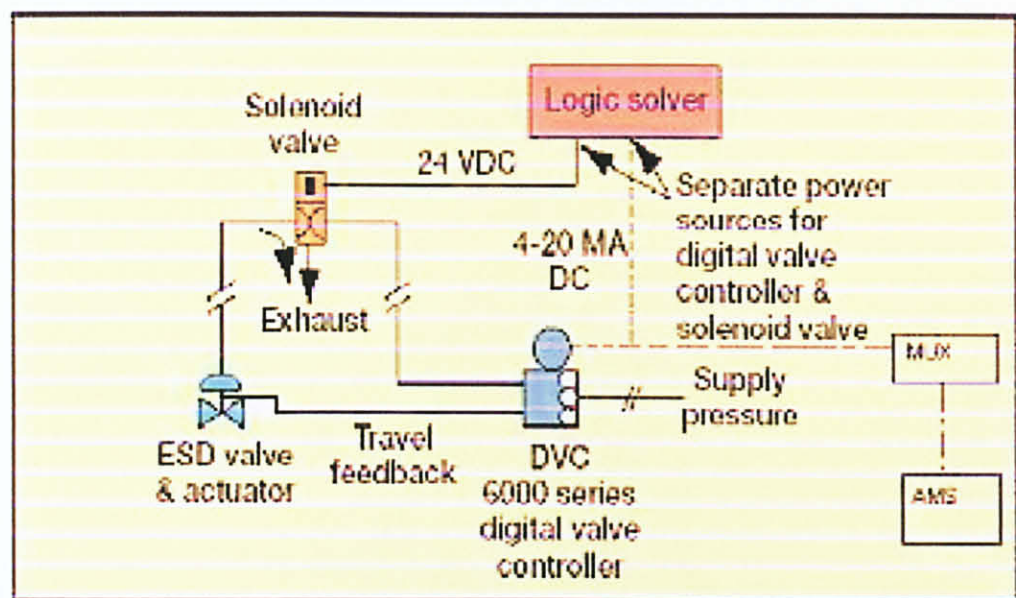 Logic solver
Solenoid
valve
24 VDC
Separate power
sources for
digital valve
controller &
solenoid valve
4-20 MA
DC
Exhaust
MUX
Supply
pressure
ESD valve
& actuator
Travel
feedback
DVC
6000 series
digital valve
controller
AMS